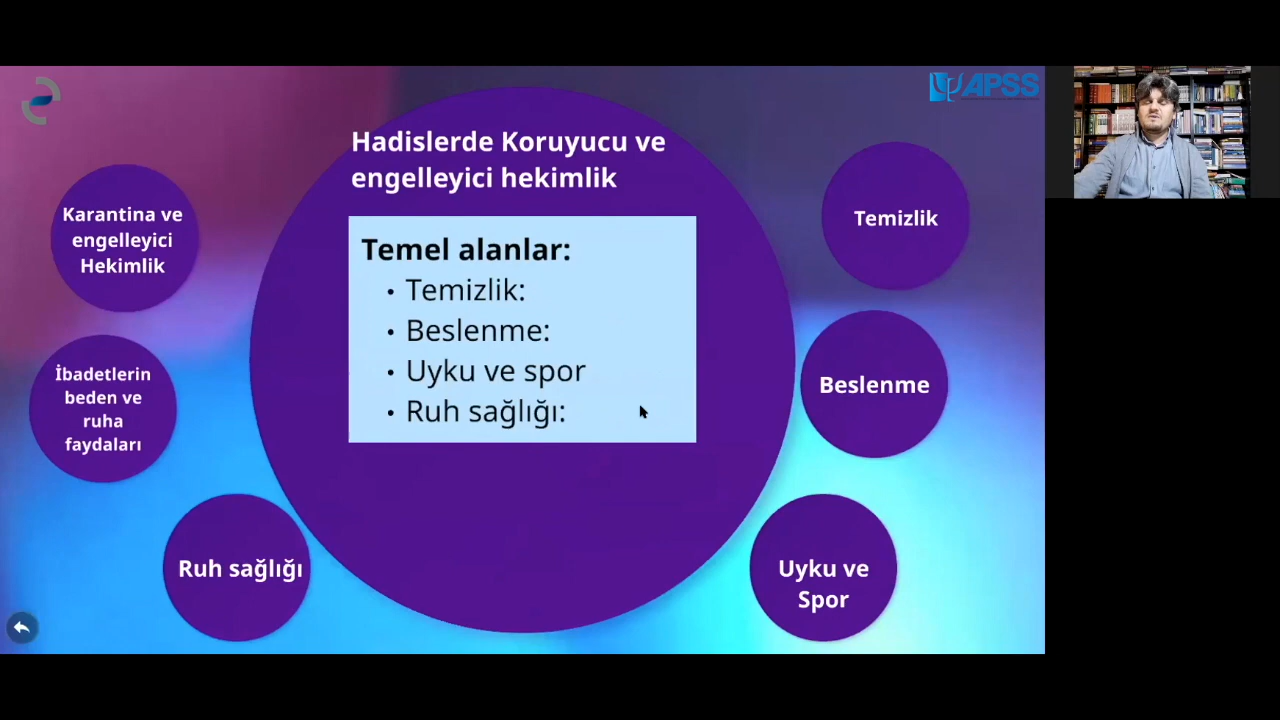 APSS
Hadislerde Koruyucu ve
engelleyici hekimlik
Temel alanlar:
• Temizlik:
• Beslenme:
• Uyku ve spor
• Ruh sağlığı:
Karantina ve
engelleyici
Hekimlik
İbadetlerin
beden ve
ruha
faydaları
Ruh sağlığı
Temizlik
Beslenme
Uyku ve
Spor